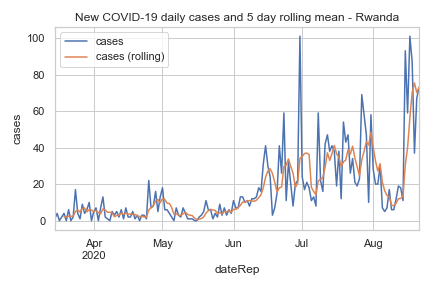 New COVID-19 daily cases and 5 day rolling mean - Rwanda
cases
cases (rolling)
100
80
60
40
20
0
cases
Apr
2020
May
Jun
Jul
Aug
dateRep